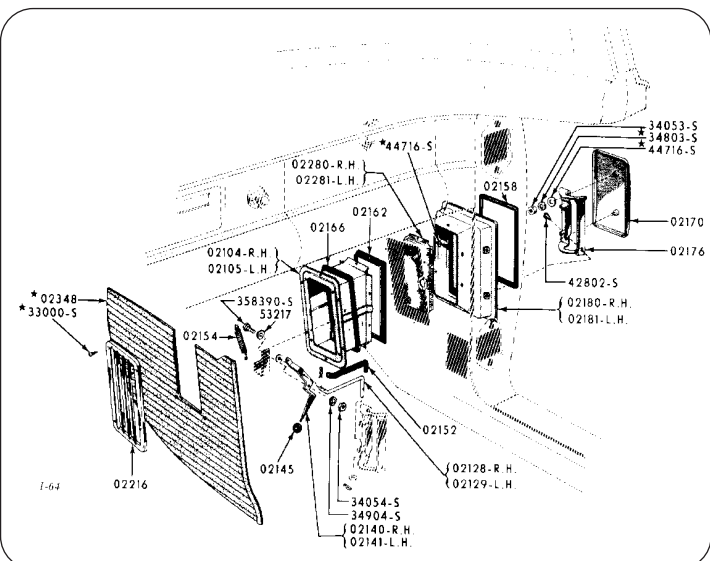 34053-S
★ 34803-S
★ 44716-S
★44716-S
02280-R.H.
02281-L.H.
02158
02162
02166
02170
02104-R.H.
02105-L.H
02176
42802-S
358390-S
53217
★ 02348
★ 33000-S
02154
02180-R.H.
02181-L.H.
02152
02145
02128-R.H.
02129-L.H.
02216
1-64
34054-S
34904-S
02140-R.H.
02141-L.H.